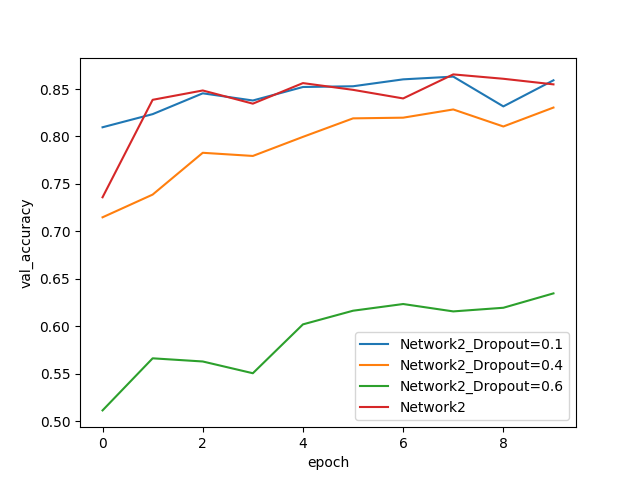 0.85
0.80
0.75
0.70
0.65
0.60
0.55
0.50
val_accuracy
0 2 4 6 8
epoch
Network2_Dropout=0.1
Network2_Dropout=0.4
Network2_Dropout=0.6
Network2